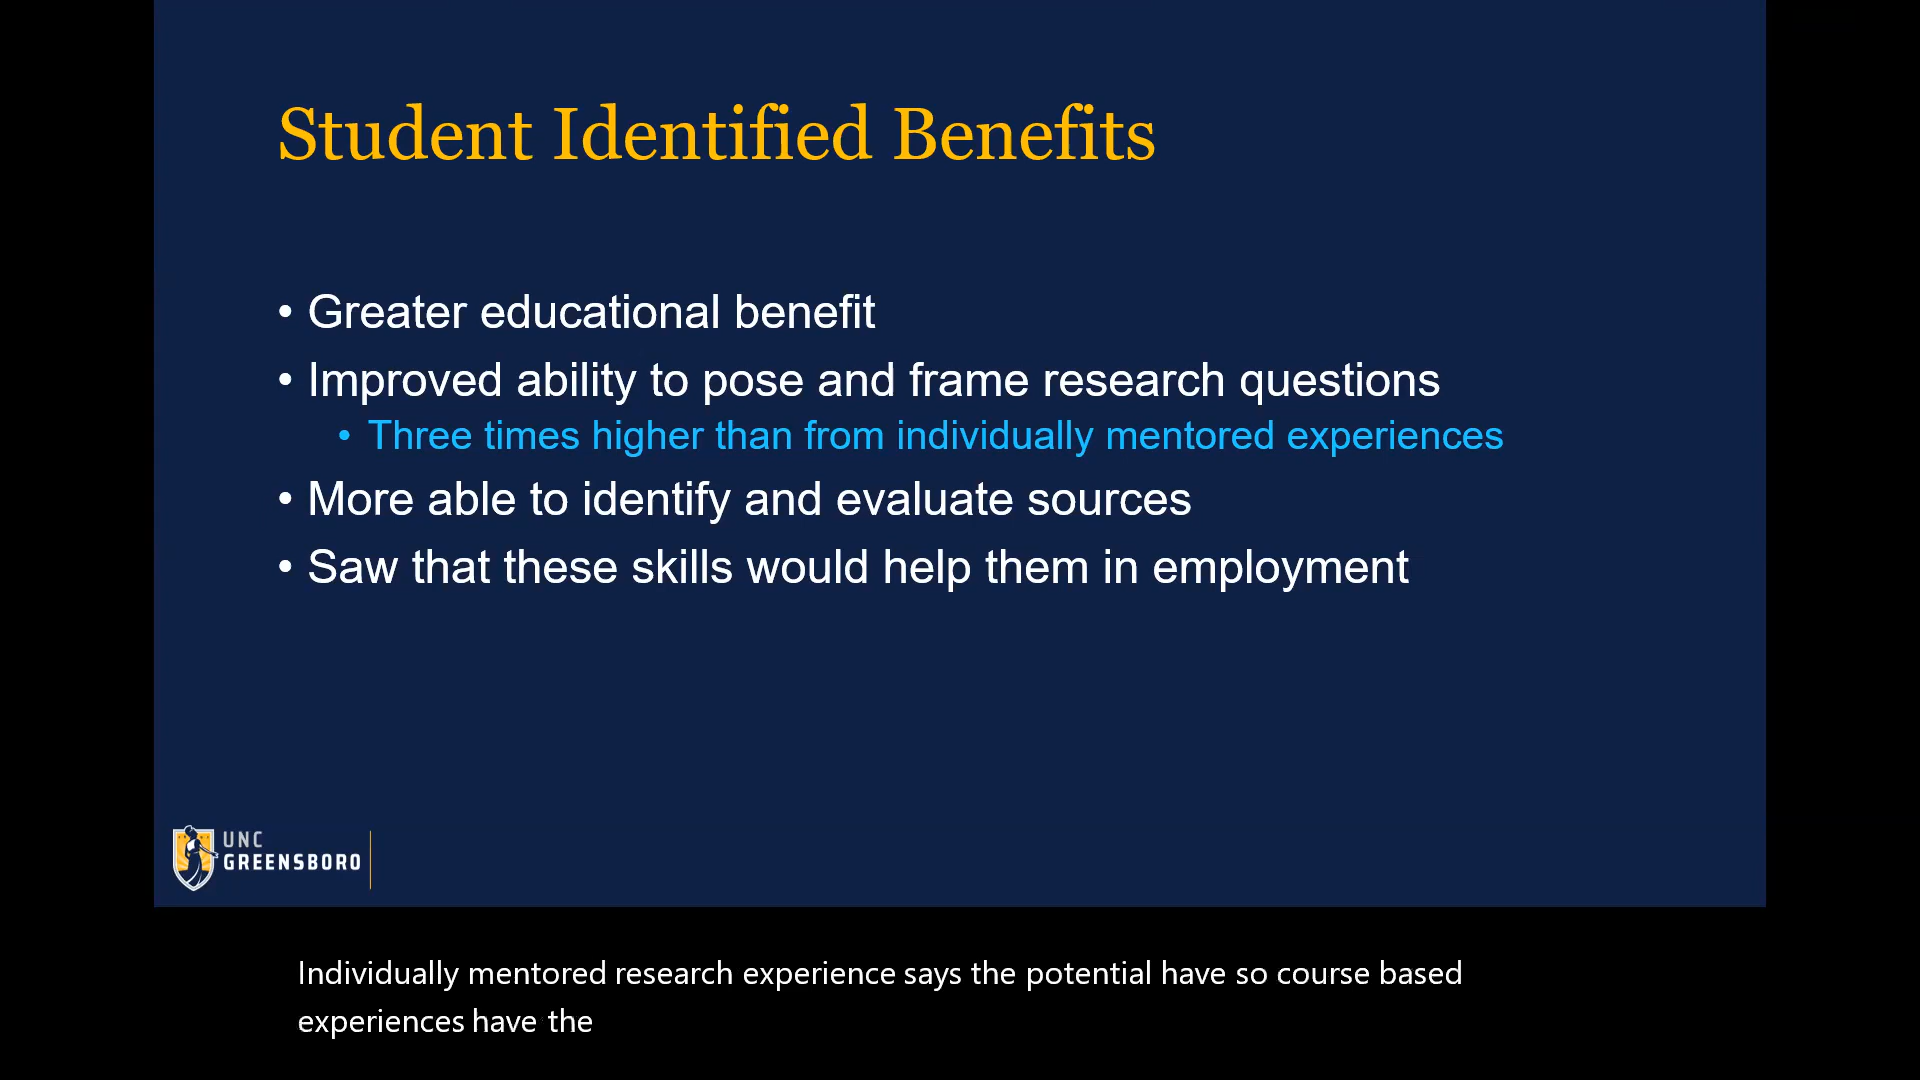 Student Identified Benefits
• Greater educational benefit
• Improved ability to pose and frame research questions
• Three times higher than from individually mentored experiences
• More able to identify and evaluate sources
• Saw that these skills would help them in employment
UNC
GREENSBORO
Individually mentored research experience says the potential have so course based
experiences have the